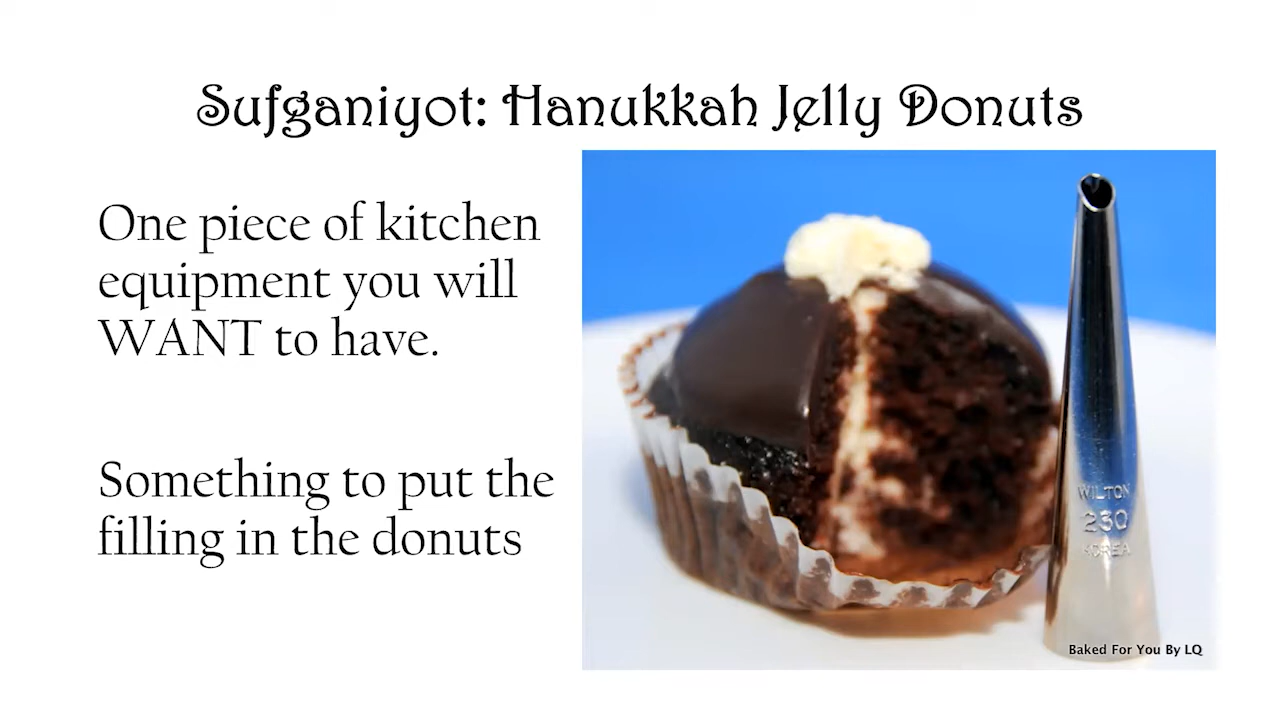 Sufganiyot: Hanukkah Jelly Donuts
One piece of kitchen
equipment you will
WANT to have.
Something to put the
filling in the donuts
WILTON
230
KOREA
Baked For You By LQ